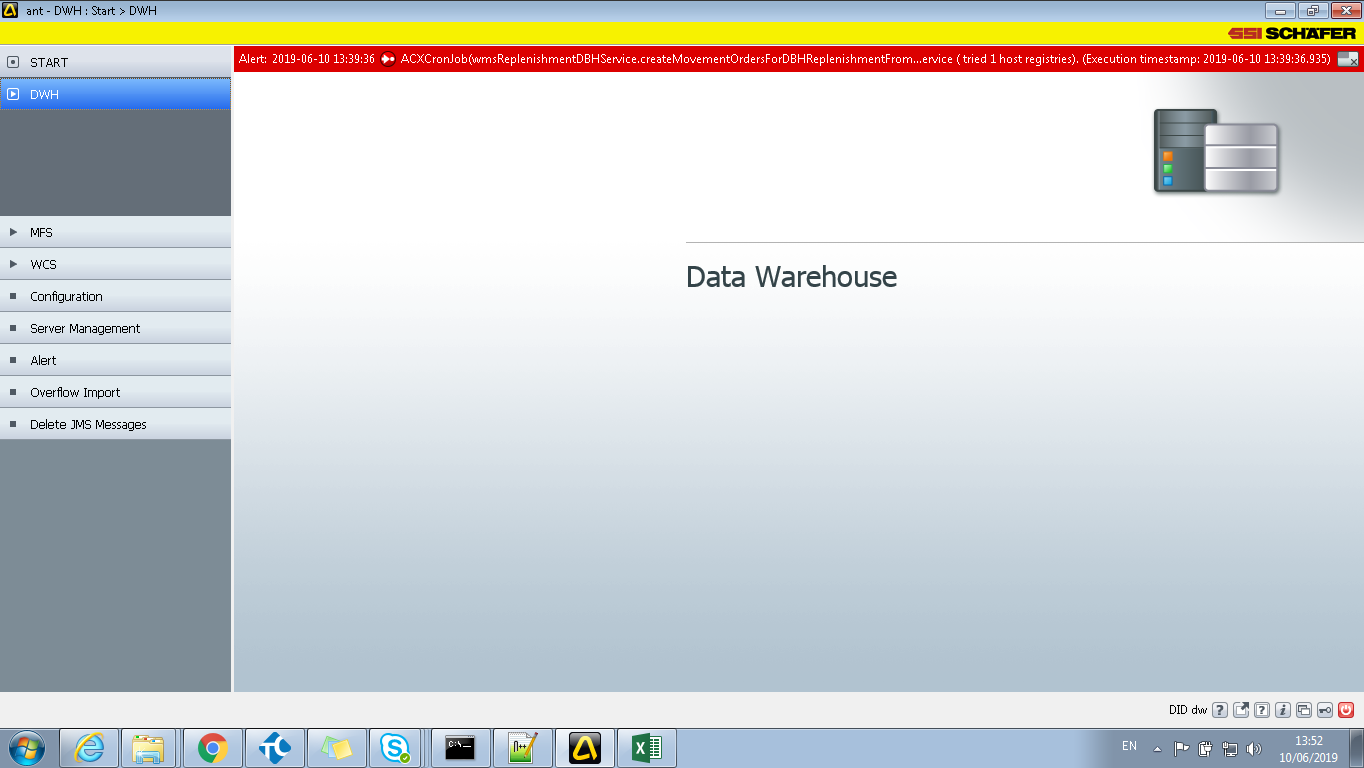 ant - DWH : Start > DWH
SSI SCHÄFER
START
Alert: 2019-06-10 13:39:36 ACXCronJob(wmsReplenishmentDBHService.createMovementOrdersForDBHReplenishmentFrom...ervice ( tried 1 host registries). (Execution timestamp: 2019-06-10 13:39:36.935)
DWH
MFS
WCS
Configuration
Server Management
Alert
Overflow Import
Delete JMS Messages
Data Warehouse
DID dw
EN
13:52
10/06/2019